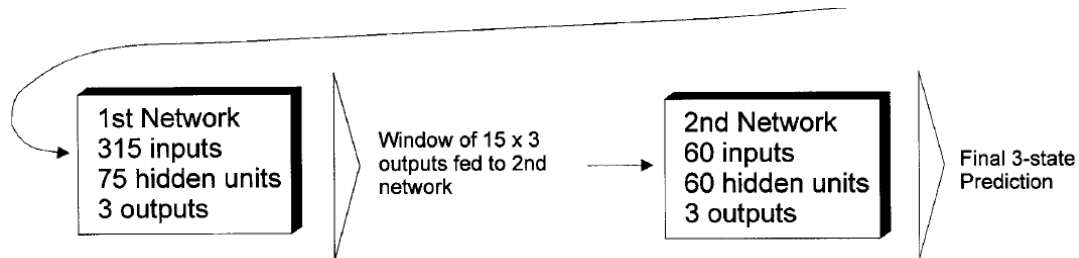 1st Network
315 inputs
75 hidden units
3 outputs
Window of 15 x 3
outputs fed to 2nd
network
2nd Network
60 inputs
60 hidden units
3 outputs
Final 3-state
Prediction